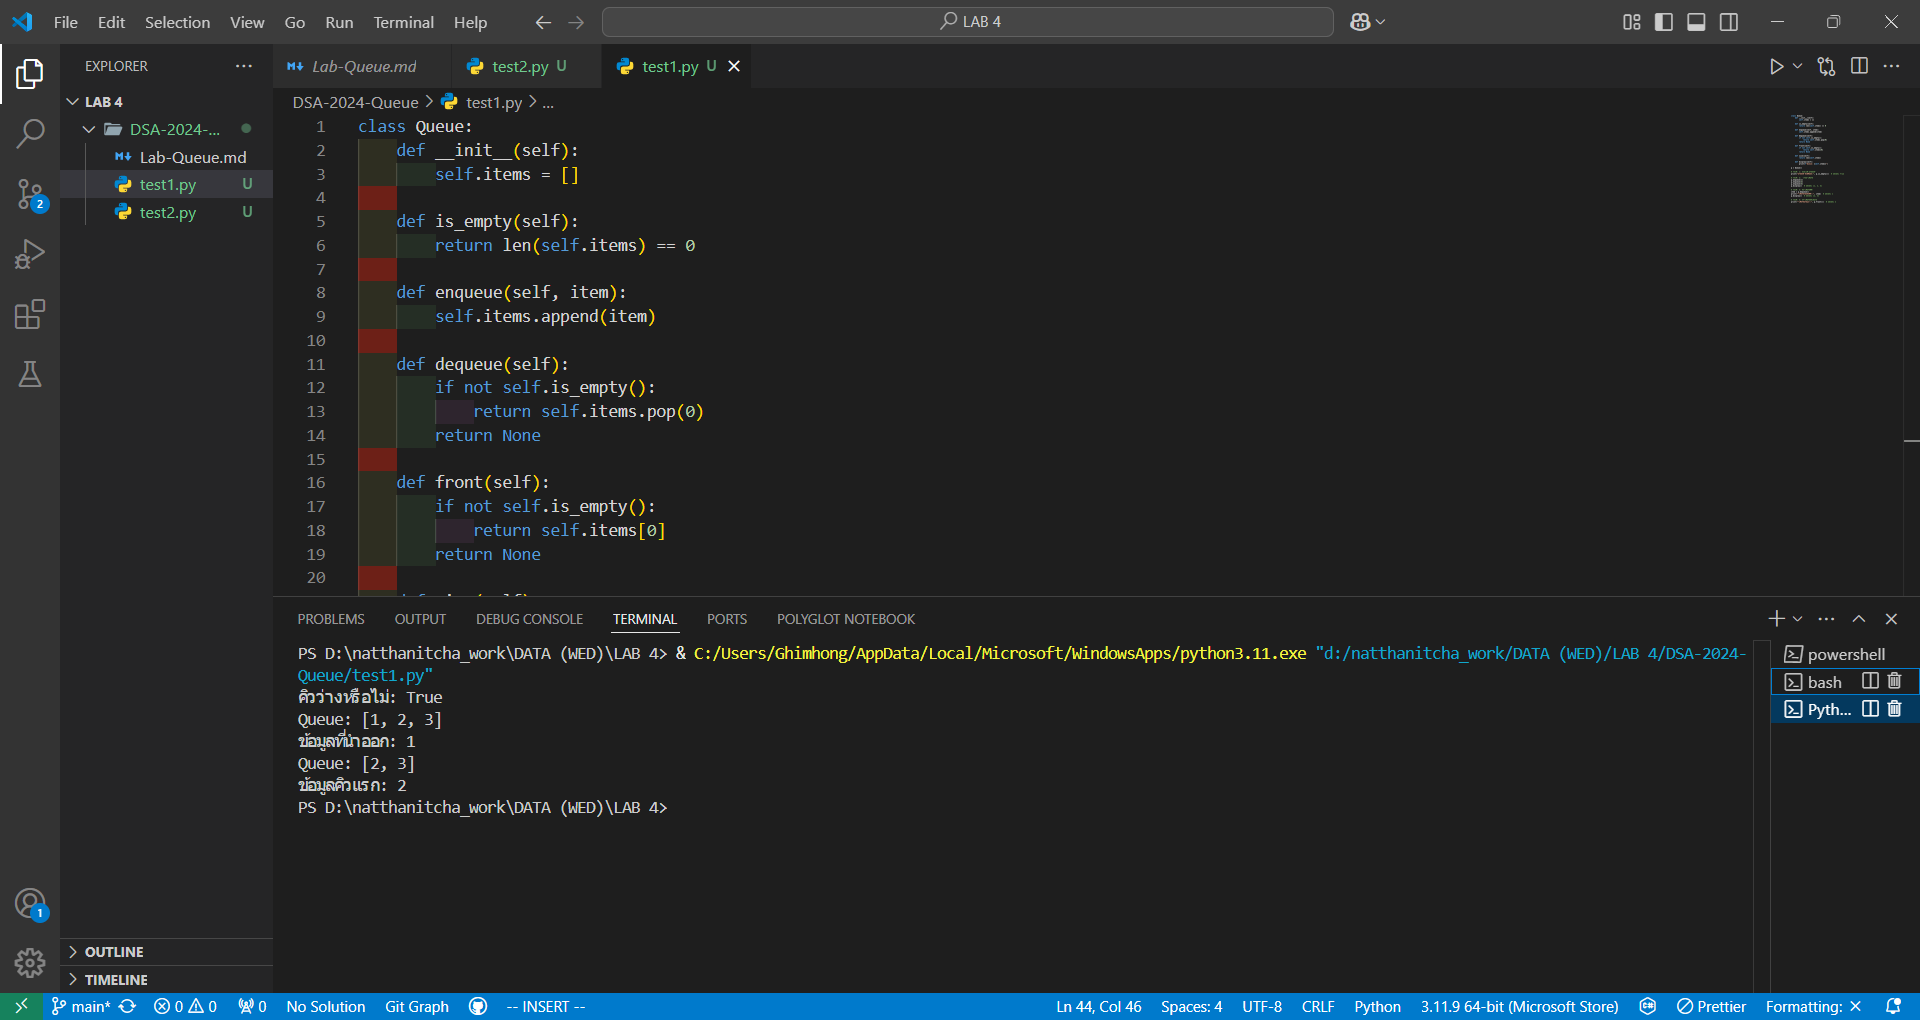 File Edit Selection View Go Run Terminal Help
LAB 4
EXPLORER
LAB 4
DSA-2024-...
Lab-Queue.md
test1.py U
test2.py U
OUTLINE
TIMELINE
2
1
Lab-Queue.md
test2.py U
test1.py U
DSA-2024-Queue > test1.py > ...
1 class Queue:
2 def __init__(self):
3 self.items = []
4
5 def is_empty(self):
6 return len(self.items) == 0
7
8 def enqueue(self, item):
9 self.items.append(item)
10
11 def dequeue(self):
12 if not self.is_empty():
13 return self.items.pop(0)
14 return None
15
16 def front(self):
17 if not self.is_empty():
18 return self.items[0]
19 return None
20
PROBLEMS OUTPUT DEBUG CONSOLE TERMINAL PORTS POLYGLOT NOTEBOOK
PS D:\natthanitcha_work\DATA (WED)\LAB 4> & C:/Users/Ghimhong/AppData/Local/Microsoft/WindowsApps/python3.11.exe "d:/natthanitcha_work/DATA (WED)/LAB 4/DSA-2024-
Queue/test1.py"
คิวว่างหรือไม่: True
Queue: [1, 2, 3]
ข้อมูลที่นำออก: 1
Queue: [2, 3]
ข้อมูลคิวแรก: 2
PS D:\natthanitcha_work\DATA (WED)\LAB 4>
powershell
bash
Pyth...
main* 0 0 0 No Solution Git Graph -- INSERT -- Ln 44, Col 46 Spaces: 4 UTF-8 CRLF Python 3.11.9 64-bit (Microsoft Store) Prettier Formatting: ×